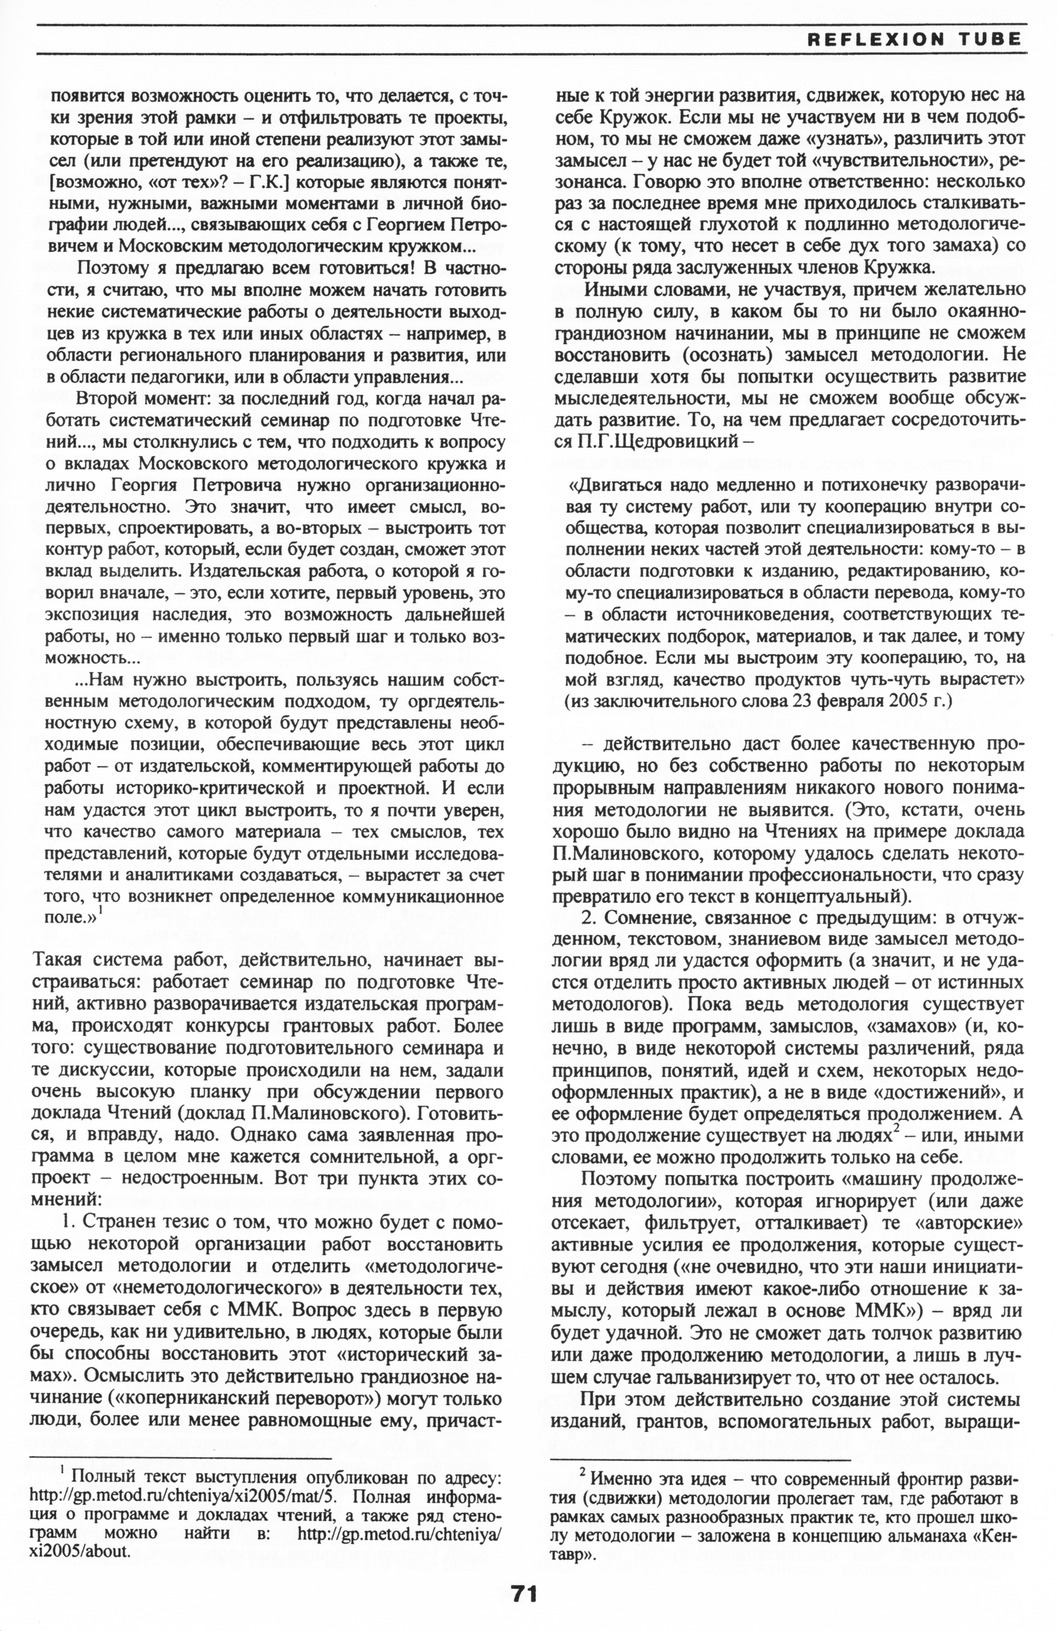 REFLEXION TUBE
появится возможность оценить то, что делается, с точ-
ки зрения этой рамки – и отфильтровать те проекты,
которые в той или иной степени реализуют этот замы-
сел (или претендуют на его реализацию), а также те,
[возможно, «от тех»? – Г.К.] которые являются понят-
ными, нужными, важными моментами в личной био-
графии людей..., связывающих себя с Георгием Петро-
вичем и Московским методологическим кружком...
Поэтому я предлагаю всем готовиться! В частно-
сти, я считаю, что мы вполне можем начать готовить
некие систематические работы о деятельности выход-
цев из кружка в тех или иных областях – например, в
области регионального планирования и развития, или
в области педагогики, или в области управления...
Второй момент: за последний год, когда начал ра-
ботать систематический семинар по подготовке Чте-
ний..., мы столкнулись с тем, что подходить к вопросу
о вкладах Московского методологического кружка и
лично Георгия Петровича нужно организационно-
деятельностно. Это значит, что имеет смысл, во-
первых, спроектировать, а во-вторых – выстроить тот
контур работ, который, если будет создан, сможет этот
вклад выделить. Издательская работа, о которой я го-
ворил вначале, – это, если хотите, первый уровень, это
экспозиция наследия, это возможность дальнейшей
работы, но – именно только первый шаг и только воз-
можность...
...Нам нужно выстроить, пользуясь нашим собст-
венным методологическим подходом, ту оргдеятель-
ностную схему, в которой будут представлены необ-
ходимые позиции, обеспечивающие весь этот цикл
работ – от издательской, комментирующей работы до
работы историко-критической и проектной. И если
нам удастся этот цикл выстроить, то я почти уверен,
что качество самого материала – тех смыслов, тех
представлений, которые будут отдельными исследова-
телями и аналитиками создаваться, – вырастет за счет
того, что возникнет определенное коммуникационное
поле.»1
Такая система работ, действительно, начинает вы-
страиваться: работает семинар по подготовке Чте-
ний, активно разворачивается издательская програм-
ма, происходят конкурсы грантовых работ. Более
того: существование подготовительного семинара и
те дискуссии, которые происходили на нем, задали
очень высокую планку при обсуждении первого
доклада Чтений (доклад П.Малиновского). Готовить-
ся, и вправду, надо. Однако сама заявленная про-
грамма в целом мне кажется сомнительной, а орг-
проект – недостроенным. Вот три пункта этих со-
мнений:
1. Странен тезис о том, что можно будет с помо-
щью некоторой организации работ восстановить
замысел методологии и отделить «методологиче-
ское» от «неметодологического» в деятельности тех,
кто связывает себя с ММК. Вопрос здесь в первую
очередь, как ни удивительно, в людях, которые были
бы способны восстановить этот «исторический за-
мах». Осмыслить это действительно грандиозное на-
чинание («коперниканский переворот») могут только
люди, более или менее равномощные ему, причаст-
1 Полный текст выступления опубликован по адресу:
http://gp.metod.ru/chteniya/xi2005/mat/5. Полная информа-
ция о программе и докладах чтений, а также ряд стено-
грамм можно найти в: http://gp.metod.ru/chteniya/
xi2005/about.
ные к той энергии развития, сдвижек, которую нес на
себе Кружок. Если мы не участвуем ни в чем подоб-
ном, то мы не сможем даже «узнать», различить этот
замысел – у нас не будет той «чувствительности», ре-
зонанса. Говорю это вполне ответственно: несколько
раз за последнее время мне приходилось сталкивать-
ся с настоящей глухотой к подлинно методологиче-
скому (к тому, что несет в себе дух того замаха) со
стороны ряда заслуженных членов Кружка.
Иными словами, не участвуя, причем желательно
в полную силу, в каком бы то ни было окаянно-
грандиозном начинании, мы в принципе не сможем
восстановить (осознать) замысел методологии. Не
сделавши хотя бы попытки осуществить развитие
мыследеятельности, мы не сможем вообще обсуж-
дать развитие. То, на чем предлагает сосредоточить-
ся П.Г.Щедровицкий –
«Двигаться надо медленно и потихонечку разворачи-
вая ту систему работ, или ту кооперацию внутри со-
общества, которая позволит специализироваться в вы-
полнении неких частей этой деятельности: кому-то – в
области подготовки к изданию, редактированию, ко-
му-то специализироваться в области перевода, кому-то
– в области источниковедения, соответствующих те-
матических подборок, материалов, и так далее, и тому
подобное. Если мы выстроим эту кооперацию, то, на
мой взгляд, качество продуктов чуть-чуть вырастет»
(из заключительного слова 23 февраля 2005 г.)
– действительно даст более качественную про-
дукцию, но без собственно работы по некоторым
прорывным направлениям никакого нового понима-
ния методологии не выявится. (Это, кстати, очень
хорошо было видно на Чтениях на примере доклада
П.Малиновского, которому удалось сделать некото-
рый шаг в понимании профессиональности, что сразу
превратило его текст в концептуальный).
2. Сомнение, связанное с предыдущим: в отчуж-
денном, текстовом, знаниевом виде замысел методо-
логии вряд ли удастся оформить (а значит, и не уда-
стся отделить просто активных людей – от истинных
методологов). Пока ведь методология существует
лишь в виде программ, замыслов, «замахов» (и, ко-
нечно, в виде некоторой системы различений, ряда
принципов, понятий, идей и схем, некоторых недо-
оформленных практик), а не в виде «достижений», и
ее оформление будет определяться продолжением. А
это продолжение существует на людях2 – или, иными
словами, ее можно продолжить только на себе.
Поэтому попытка построить «машину продолже-
ния методологии», которая игнорирует (или даже
отсекает, фильтрует, отталкивает) те «авторские»
активные усилия ее продолжения, которые сущест-
вуют сегодня («не очевидно, что эти наши инициати-
вы и действия имеют какое-либо отношение к за-
мыслу, который лежал в основе ММК») – вряд ли
будет удачной. Это не сможет дать толчок развитию
или даже продолжению методологии, а лишь в луч-
шем случае гальванизирует то, что от нее осталось.
При этом действительно создание этой системы
изданий, грантов, вспомогательных работ, выращи-
2 Именно эта идея – что современный фронтир разви-
тия (сдвижки) методологии пролегает там, где работают в
рамках самых разнообразных практик те, кто прошел шко-
лу методологии – заложена в концепцию альманаха «Кен-
тавр».
71